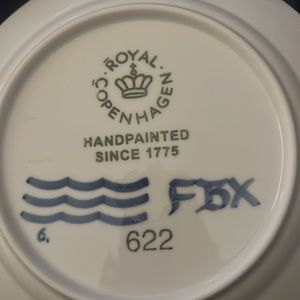 ROYAL
COPENHAGEN
HANDPAINTED
SINCE 1775
FBX
6.
622